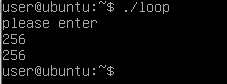 user@ubuntu:~$ ./loop
please enter
256
256
user@ubuntu:~$